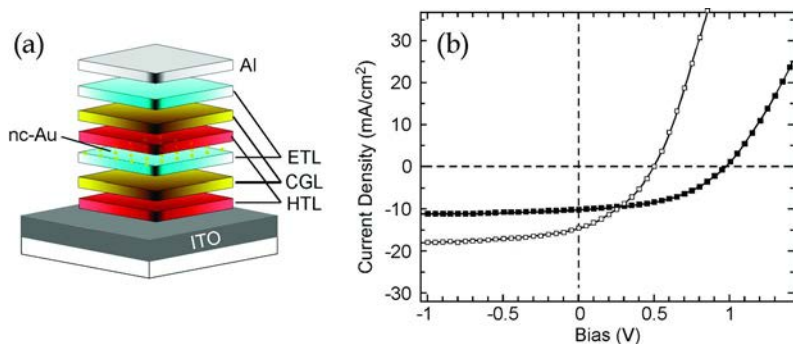 (a)
Al
nc-Au
ETL
CGL
HTL
ITO
(b)
Current Density (mA/cm²)
30
20
10
0
-10
-20
-30
-1
-0.5
0
0.5
1
Bias (V)